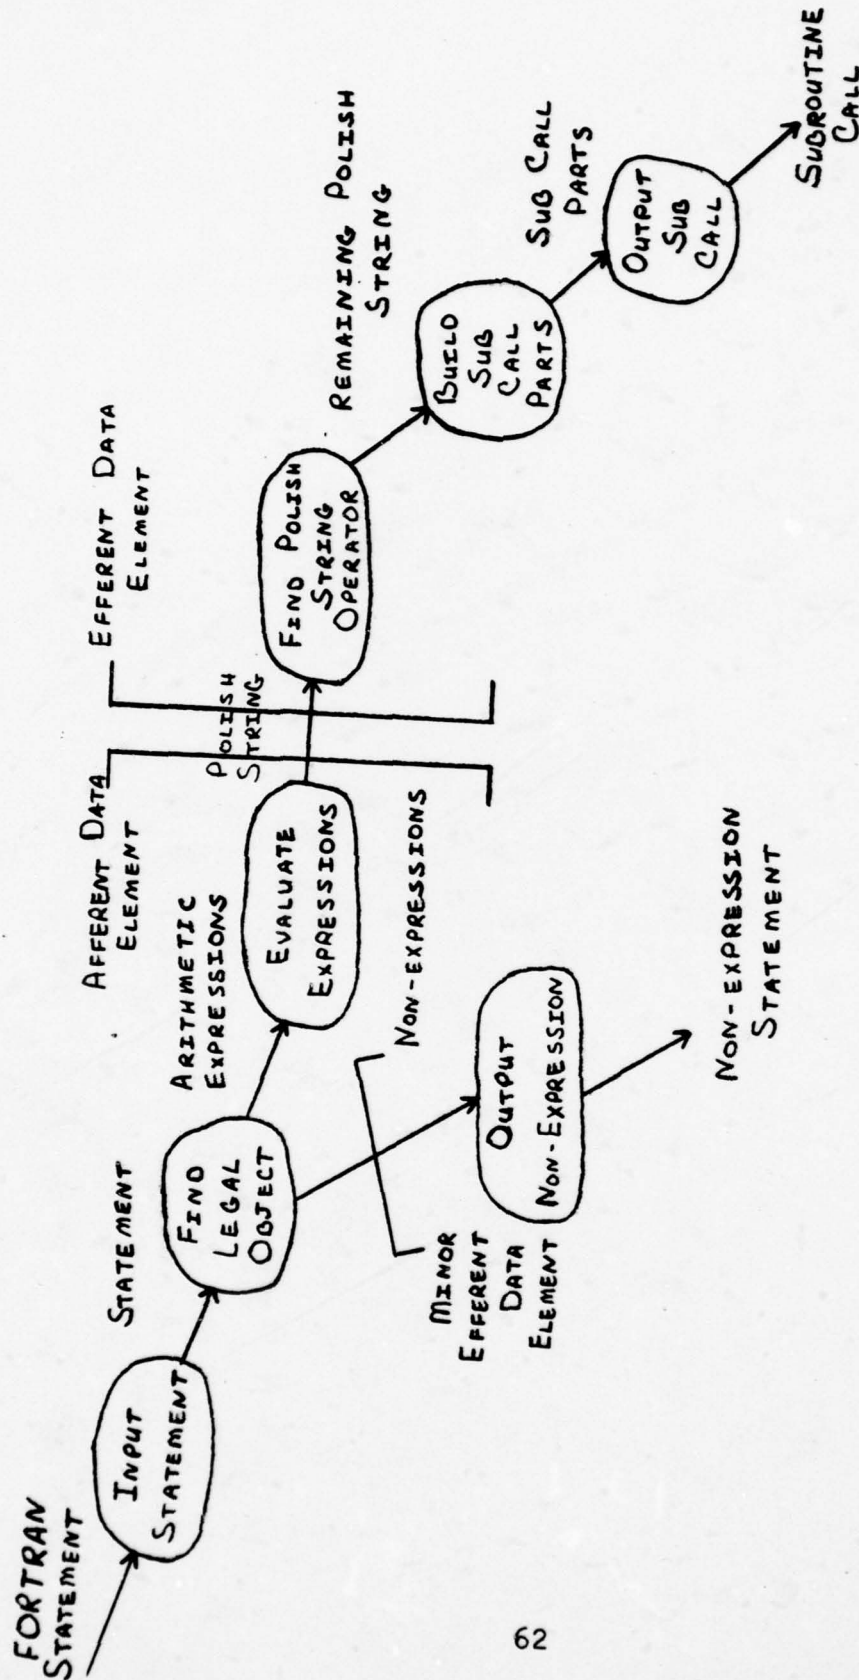 FORTRAN
STATEMENT
INPUT
STATEMENT
STATEMENT
FIND
LEGAL
OBJECT
ARITHMETIC
EXPRESSIONS
EVALUATE
EXPRESSIONS
AFFERENT DATA
ELEMENT
POLISH
STRING
EFFERENT DATA
ELEMENT
FIND POLISH
STRING
OPERATOR
REMAINING POLISH
STRING
BUILD
SUB
CALL
PARTS
SUB CALL
PARTS
OUTPUT
SUB
CALL
SUBROUTINE
CALL
NON-EXPRESSIONS
MINOR
EFFERENT
DATA
ELEMENT
OUTPUT
NON-EXPRESSION
NON-EXPRESSION
STATEMENT
62